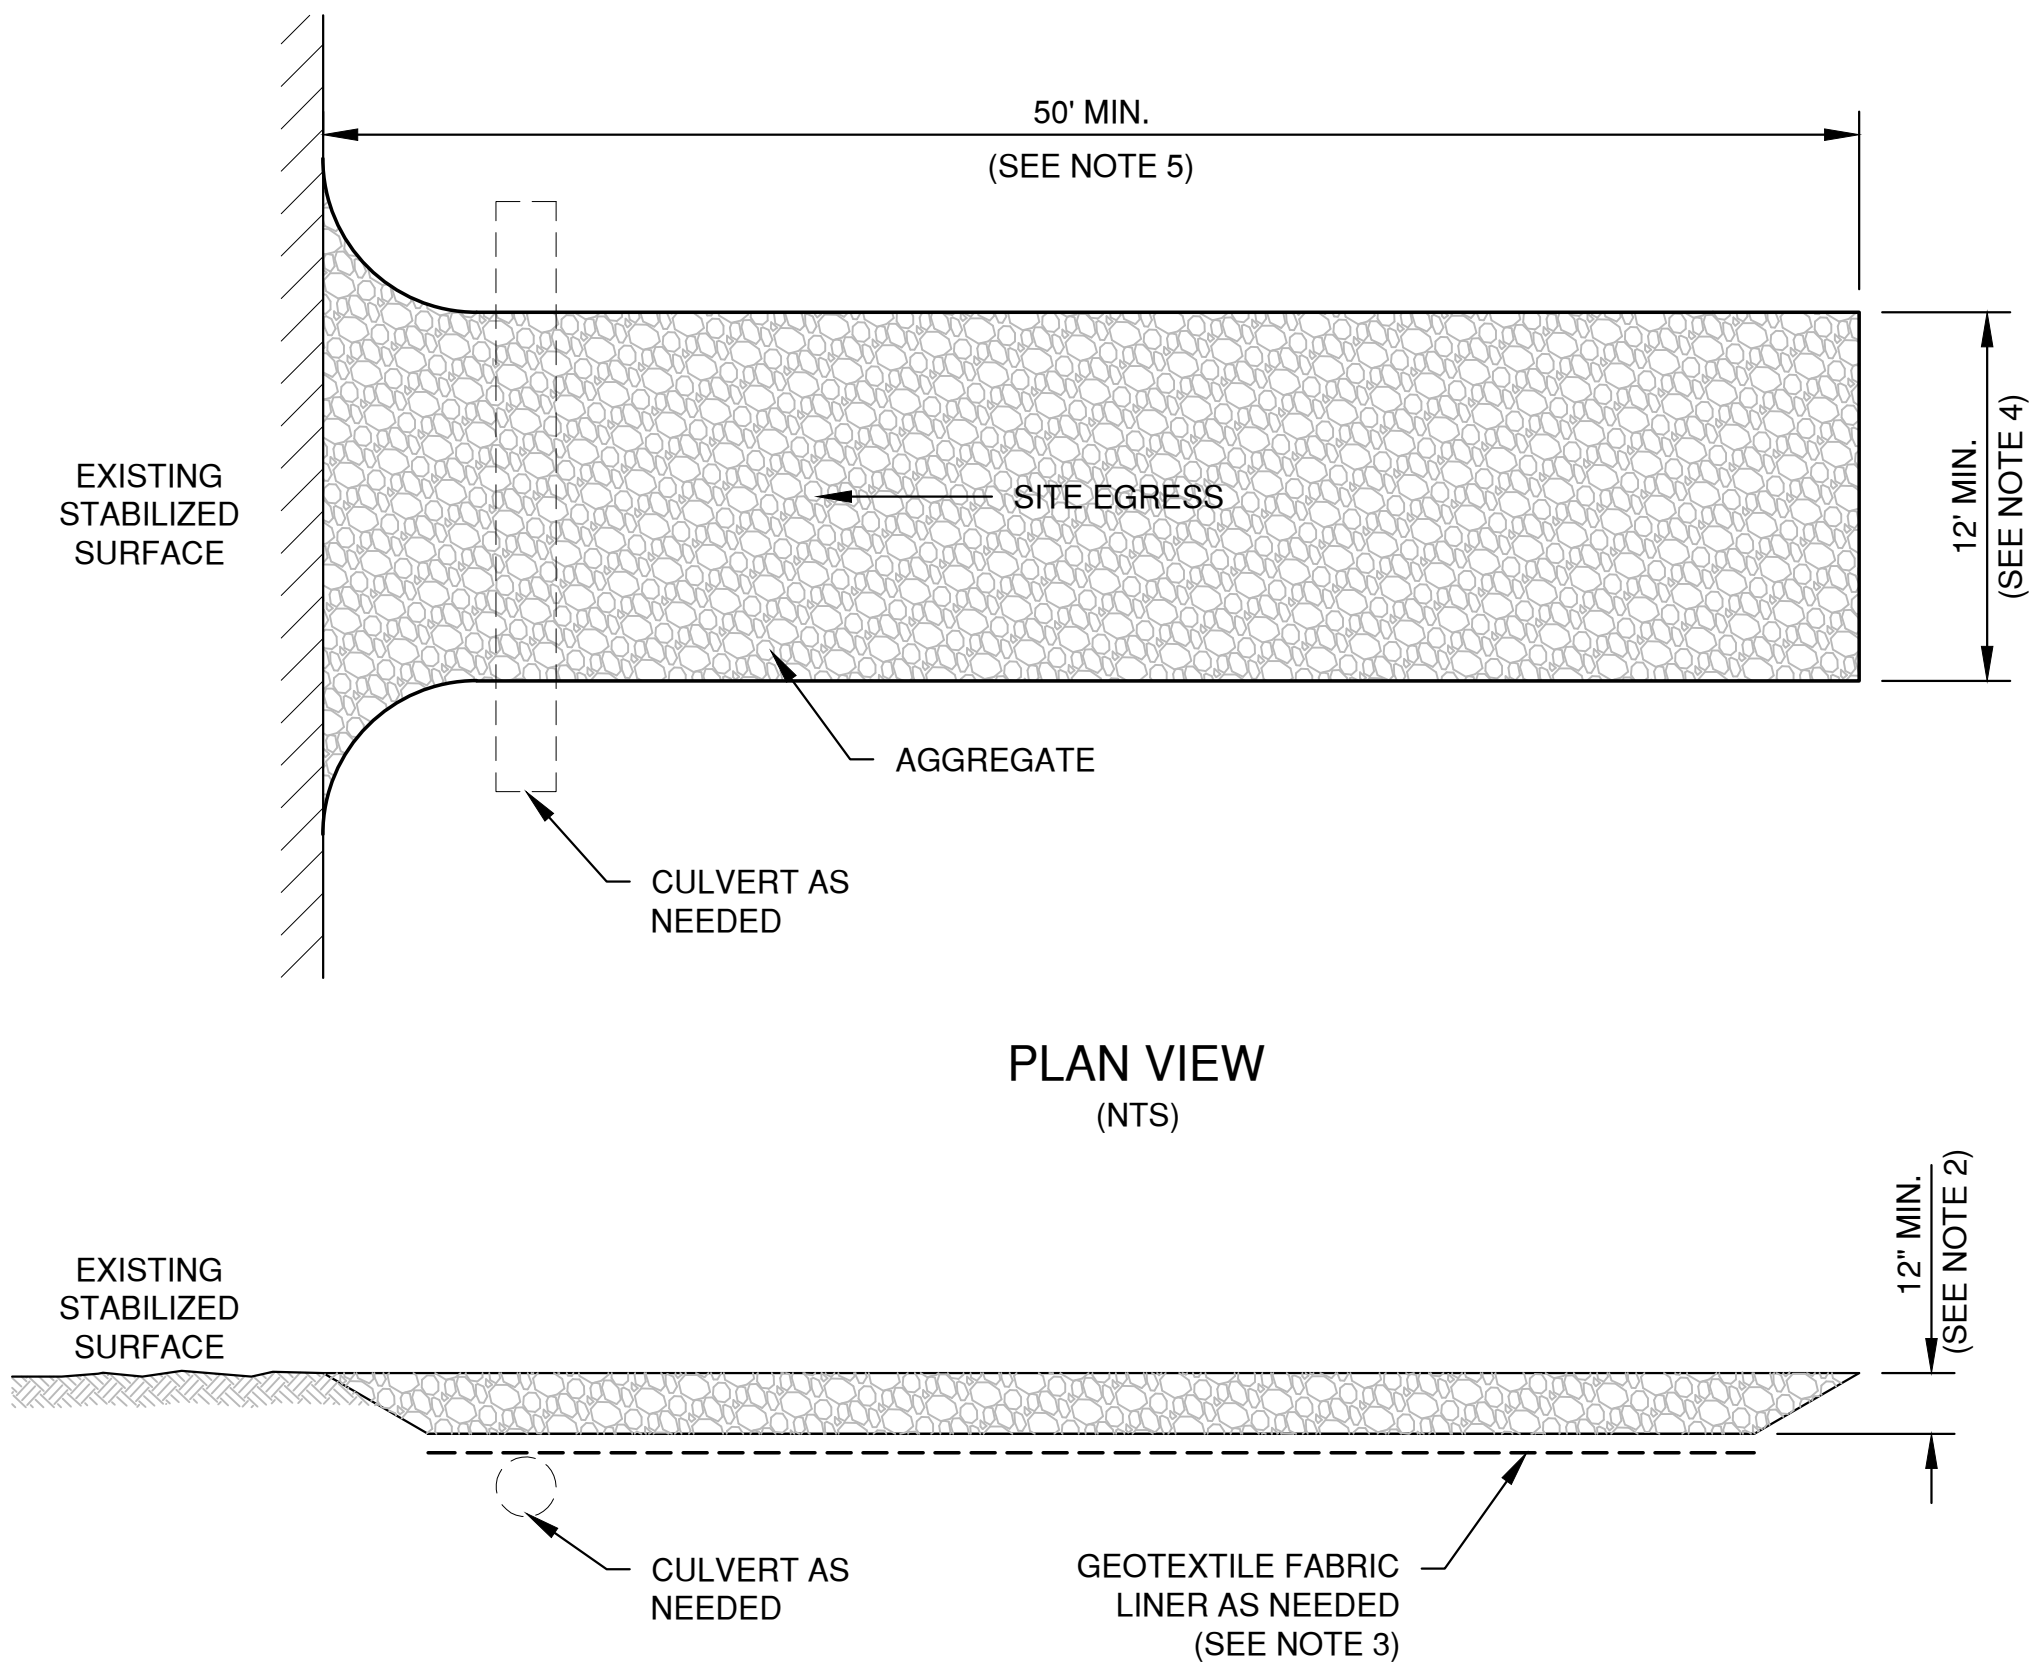 50' MIN.
(SEE NOTE 5)
EXISTING
STABILIZED
SURFACE
SITE EGRESS
12' MIN.
(SEE NOTE 4)
AGGREGATE
CULVERT AS
NEEDED
PLAN VIEW
(NTS)
12" MIN.
(SEE NOTE 2)
EXISTING
STABILIZED
SURFACE
CULVERT AS
NEEDED
GEOTEXTILE FABRIC
LINER AS NEEDED
(SEE NOTE 3)